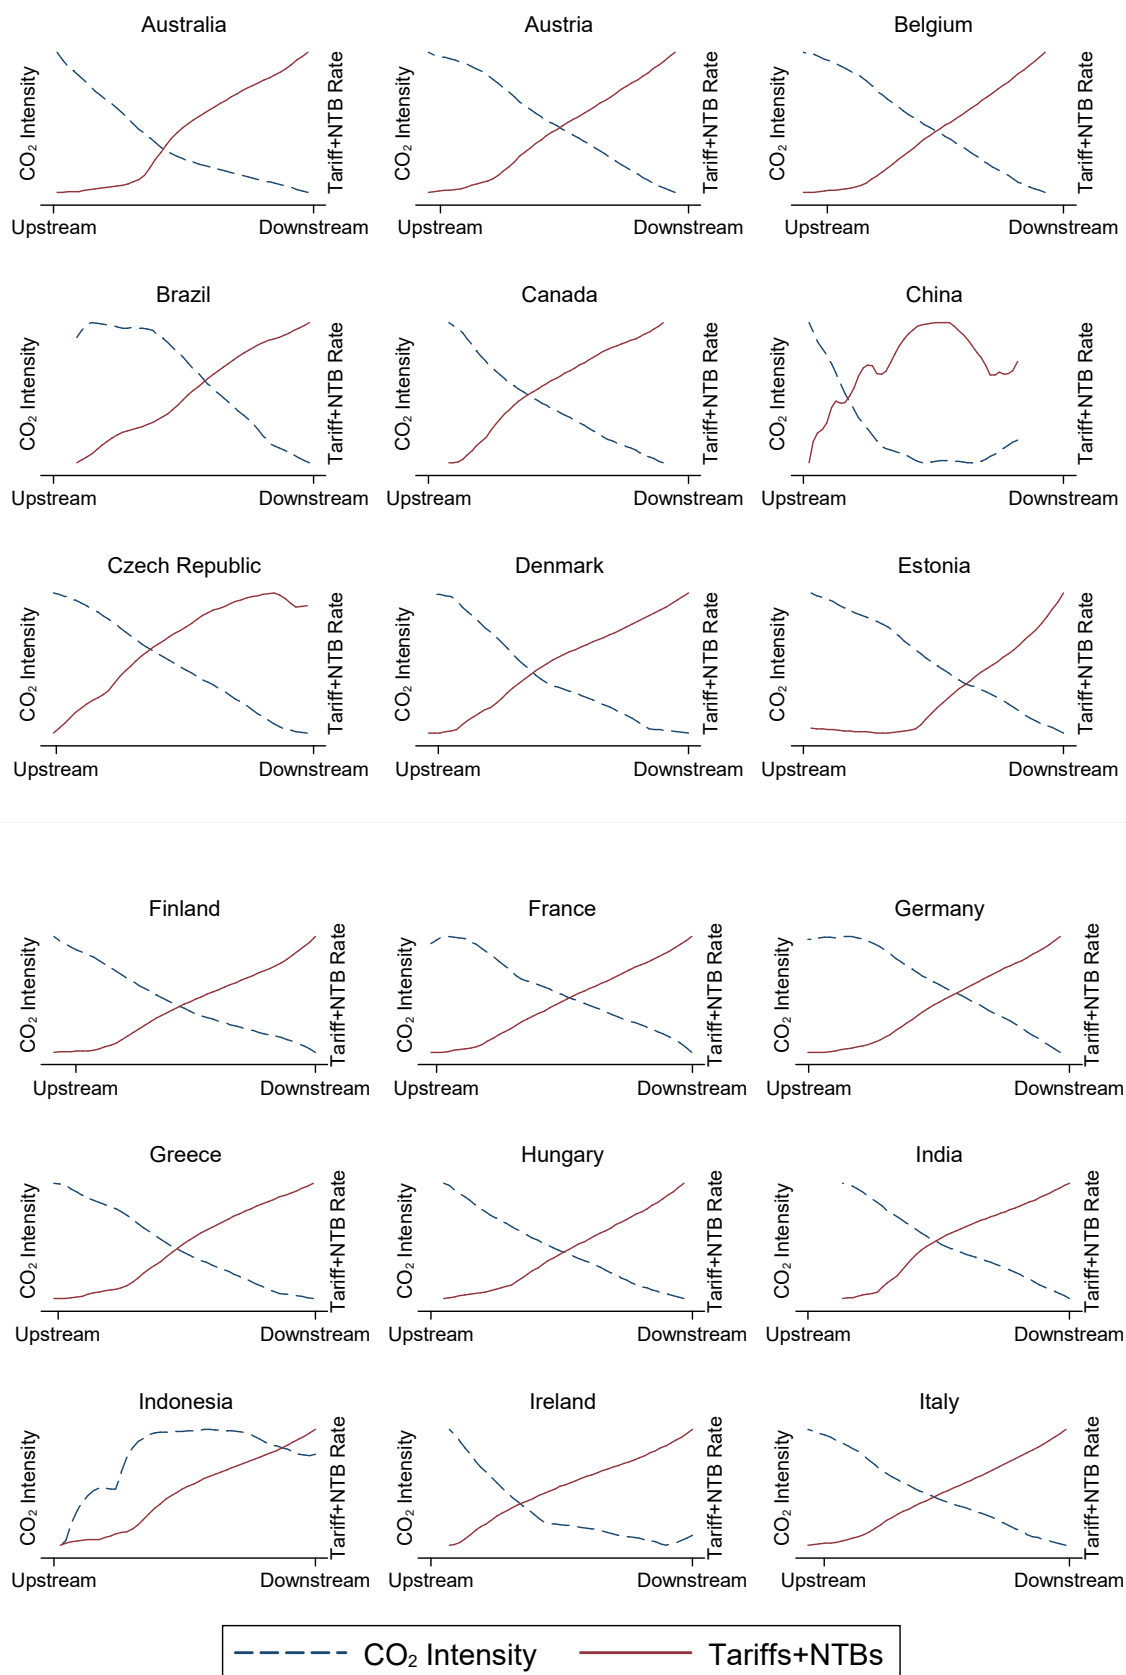 Australia
CO₂ Intensity
Tariff+NTB Rate
Upstream
Downstream
Austria
CO₂ Intensity
Tariff+NTB Rate
Upstream
Downstream
Belgium
CO₂ Intensity
Tariff+NTB Rate
Upstream
Downstream
Brazil
CO₂ Intensity
Tariff+NTB Rate
Upstream
Downstream
Canada
CO₂ Intensity
Tariff+NTB Rate
Upstream
Downstream
China
CO₂ Intensity
Tariff+NTB Rate
Upstream
Downstream
Czech Republic
CO₂ Intensity
Tariff+NTB Rate
Upstream
Downstream
Denmark
CO₂ Intensity
Tariff+NTB Rate
Upstream
Downstream
Estonia
CO₂ Intensity
Tariff+NTB Rate
Upstream
Downstream
Finland
CO₂ Intensity
Tariff+NTB Rate
Upstream
Downstream
France
CO₂ Intensity
Tariff+NTB Rate
Upstream
Downstream
Germany
CO₂ Intensity
Tariff+NTB Rate
Upstream
Downstream
Greece
CO₂ Intensity
Tariff+NTB Rate
Upstream
Downstream
Hungary
CO₂ Intensity
Tariff+NTB Rate
Upstream
Downstream
India
CO₂ Intensity
Tariff+NTB Rate
Upstream
Downstream
Indonesia
CO₂ Intensity
Tariff+NTB Rate
Upstream
Downstream
Ireland
CO₂ Intensity
Tariff+NTB Rate
Upstream
Downstream
Italy
CO₂ Intensity
Tariff+NTB Rate
Upstream
Downstream
CO₂ Intensity
Tariffs+NTBs